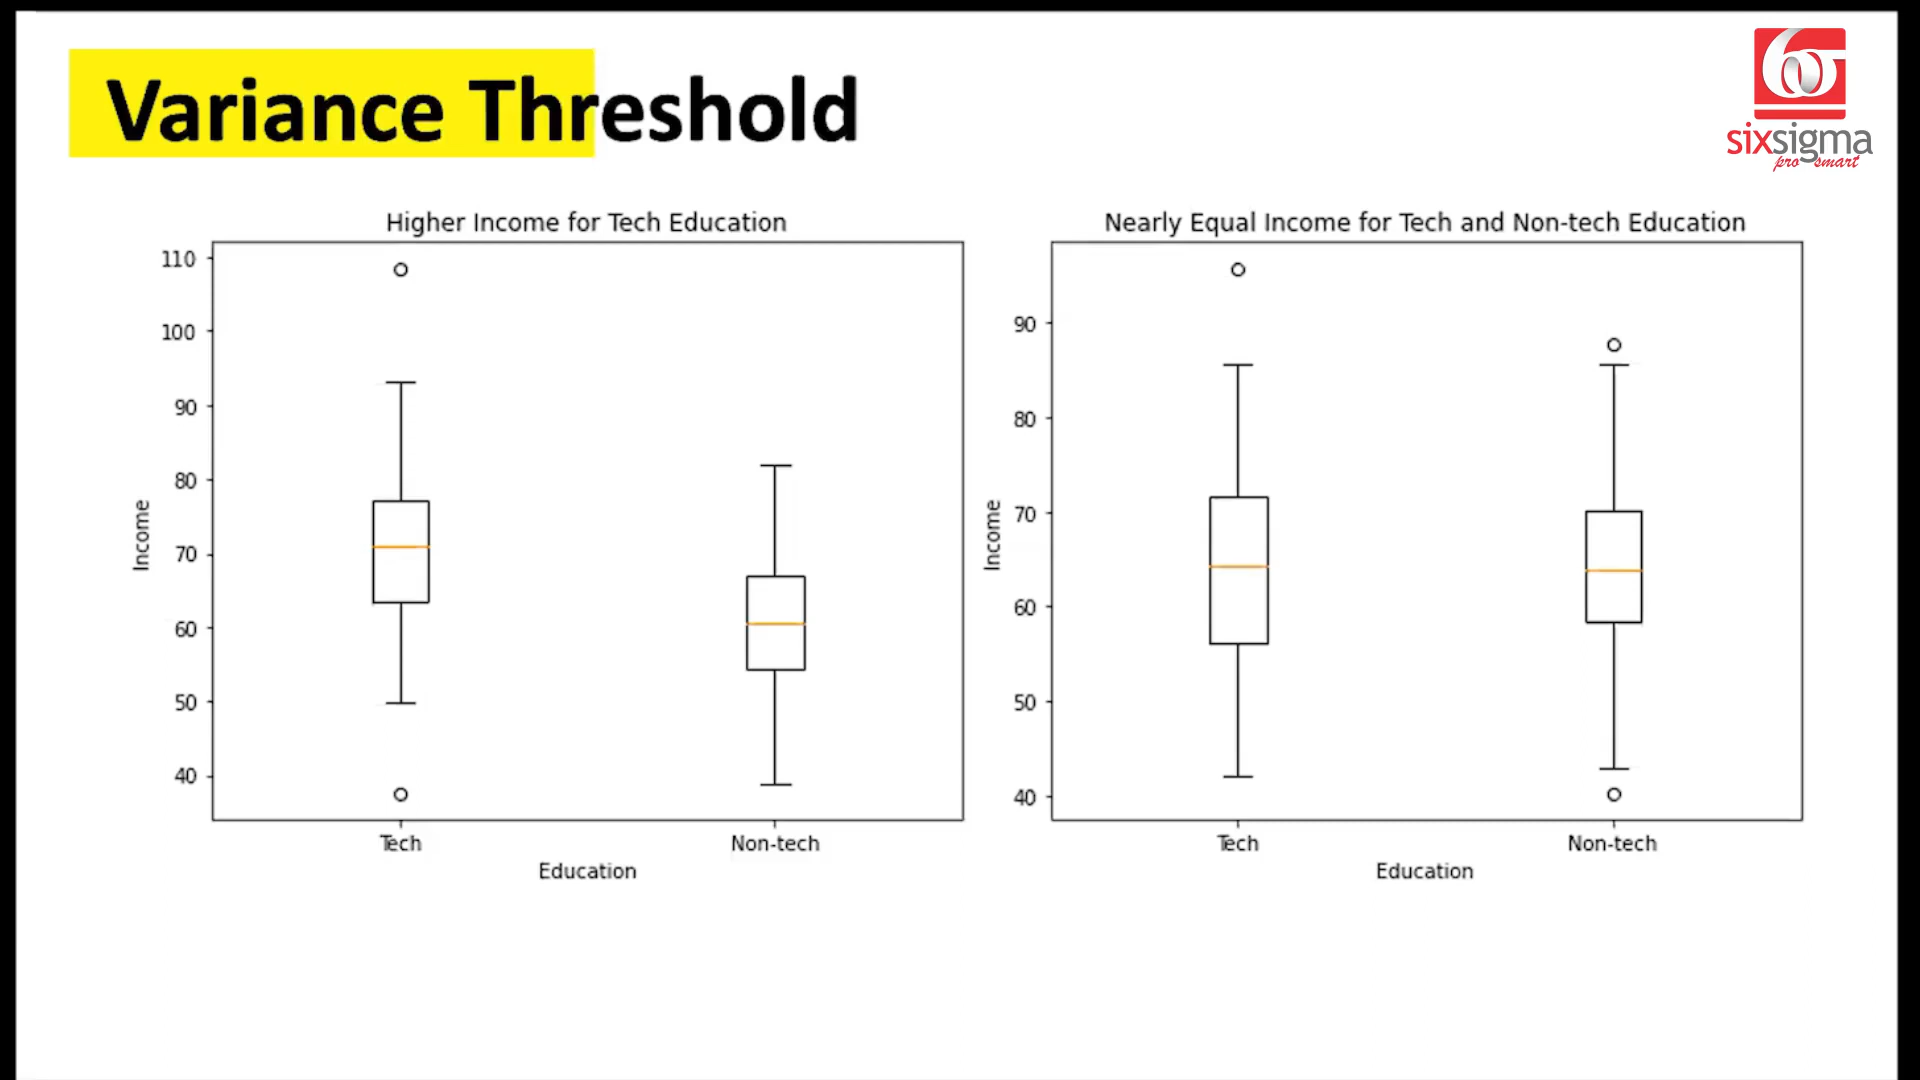 Variance Threshold
6σ
sixsigma
pro smart
Higher Income for Tech Education
110
100
90
80
70
60
50
40
Income
Tech
Non-tech
Education
Nearly Equal Income for Tech and Non-tech Education
90
80
70
60
50
40
Income
Tech
Non-tech
Education